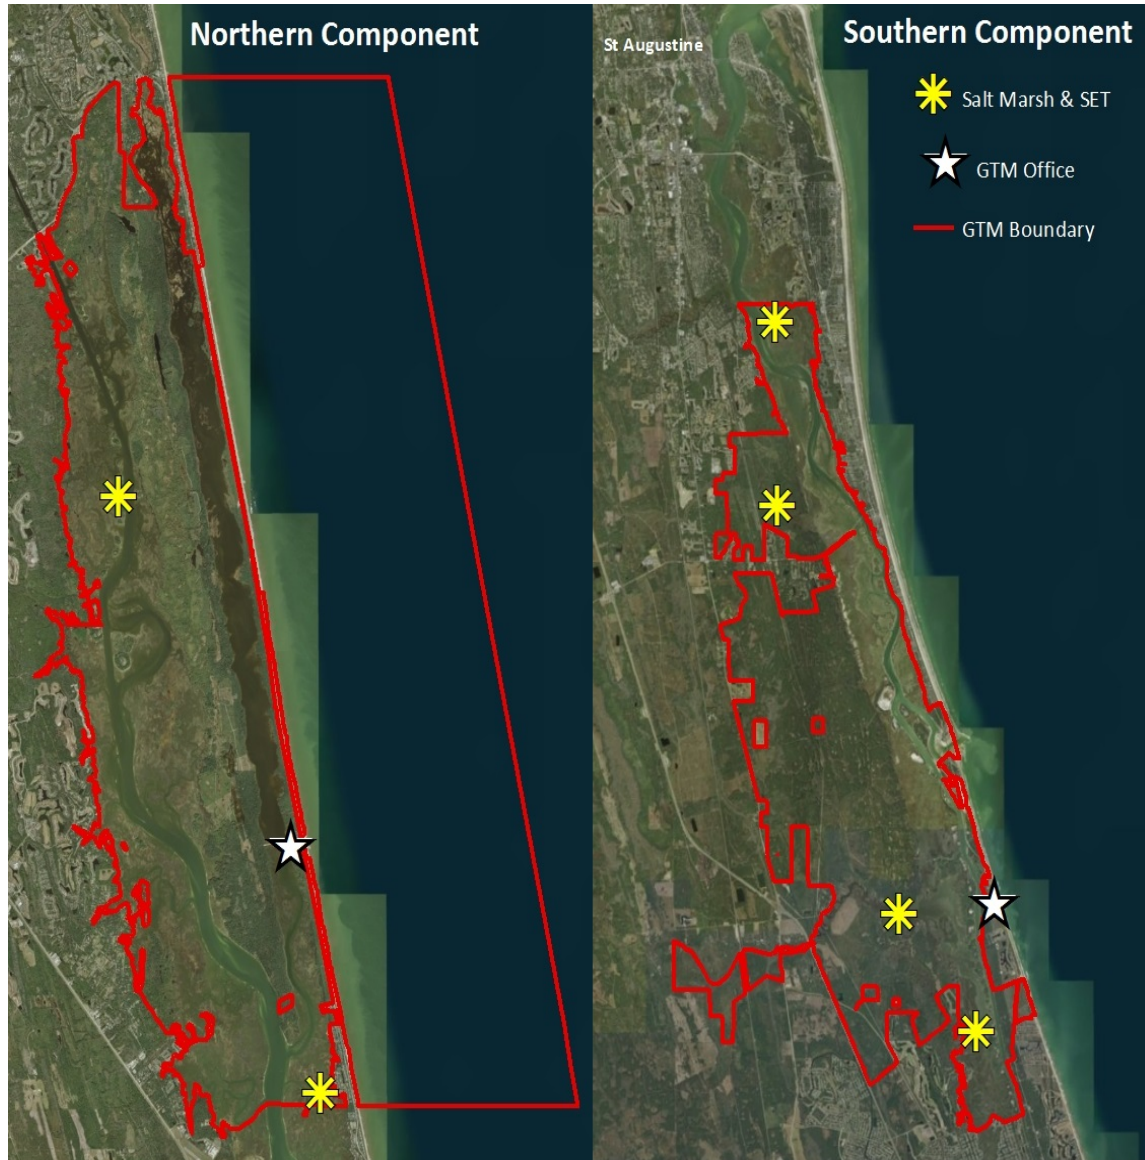 Northern Component
St Augustine
Southern Component
Salt Marsh & SET
GTM Office
GTM Boundary